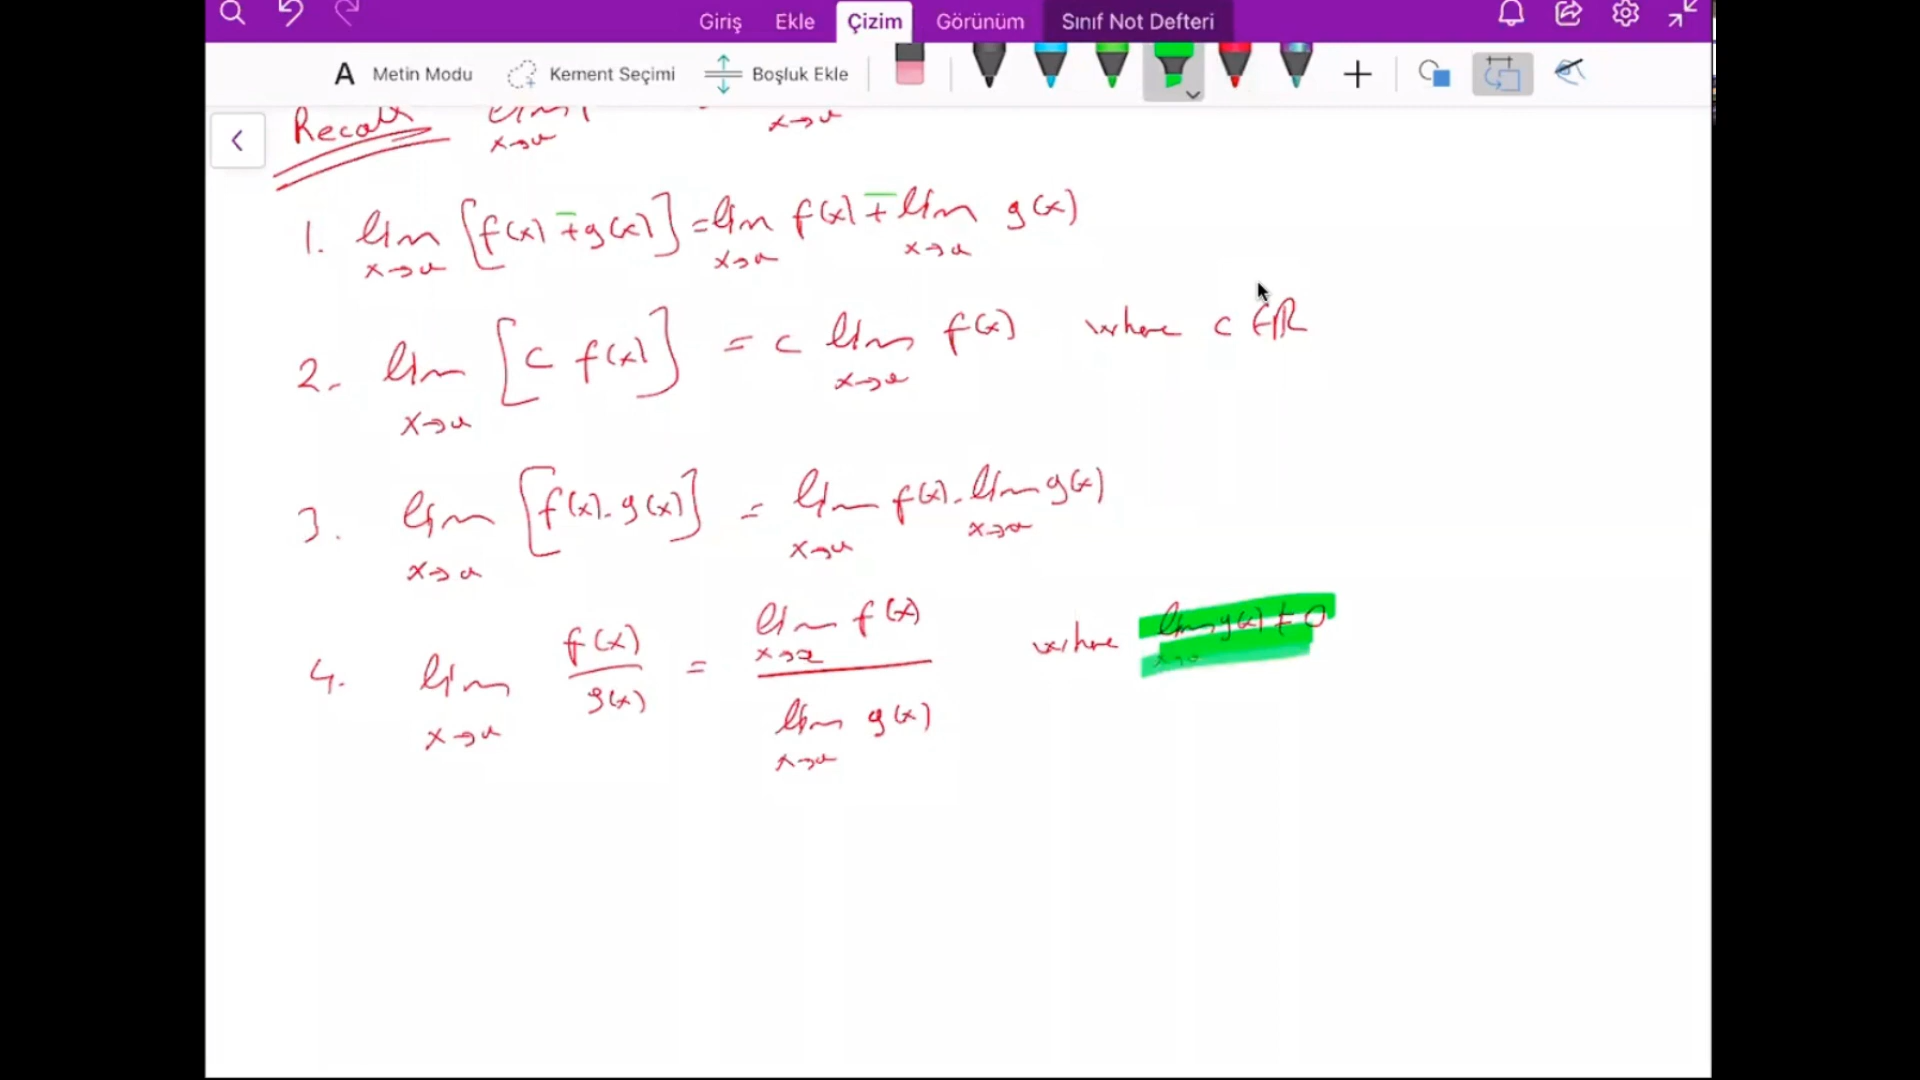 Giriş Ekle Çizim Görünüm Sınıf Not Defteri
A Metin Modu Kement Seçimi Boşluk Ekle
Recall lim x→a x→a
1. lim x→a [f(x) ∓ g(x)] = lim x→a f(x) ∓ lim x→a g(x)
2. lim x→a [c f(x)] = c lim x→a f(x) where c ∈ ℝ
3. lim x→a [f(x) . g(x)] = lim x→a f(x) . lim x→a g(x)
4. lim x→a f(x)/g(x) = lim x→a f(x) / lim x→a g(x) where lim x→a g(x) ≠ 0